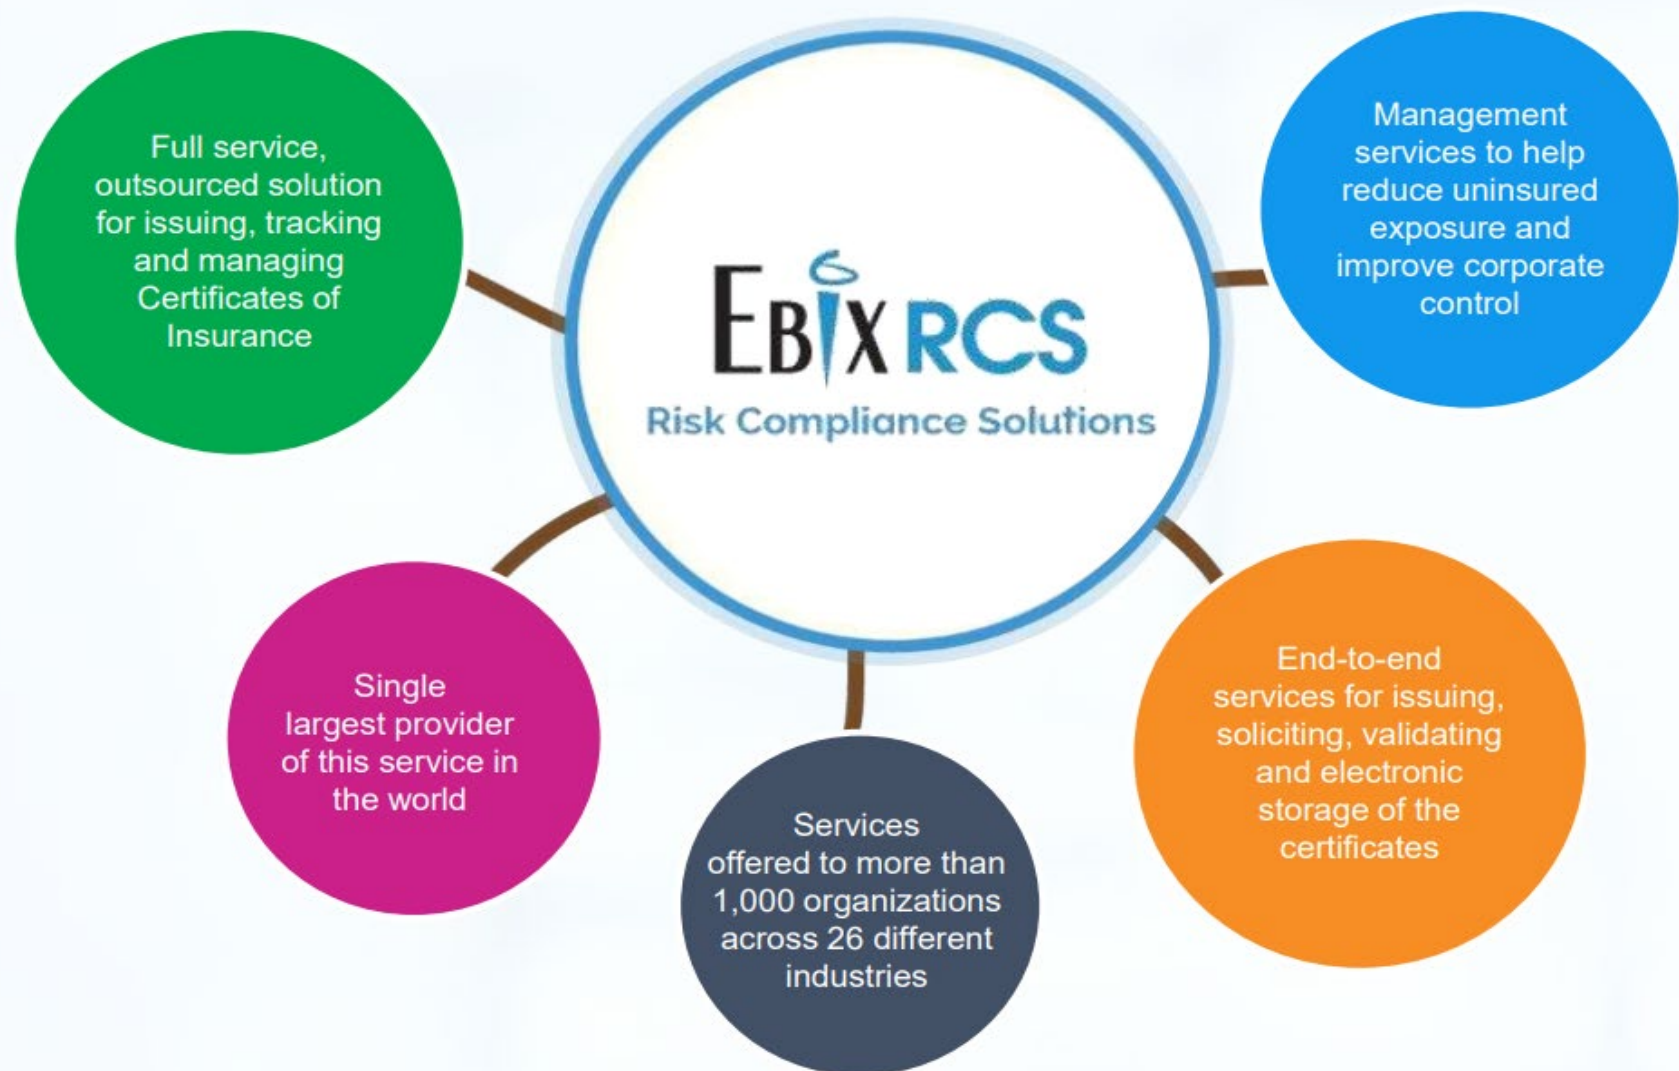 Full service,
outsourced solution
for issuing, tracking
and managing
Certificates of
Insurance
EBIX RCS
Risk Compliance Solutions
Management
services to help
reduce uninsured
exposure and
improve corporate
control
Single
largest provider
of this service in
the world
Services
offered to more than
1,000 organizations
across 26 different
industries
End-to-end
services for issuing,
soliciting, validating
and electronic
storage of the
certificates